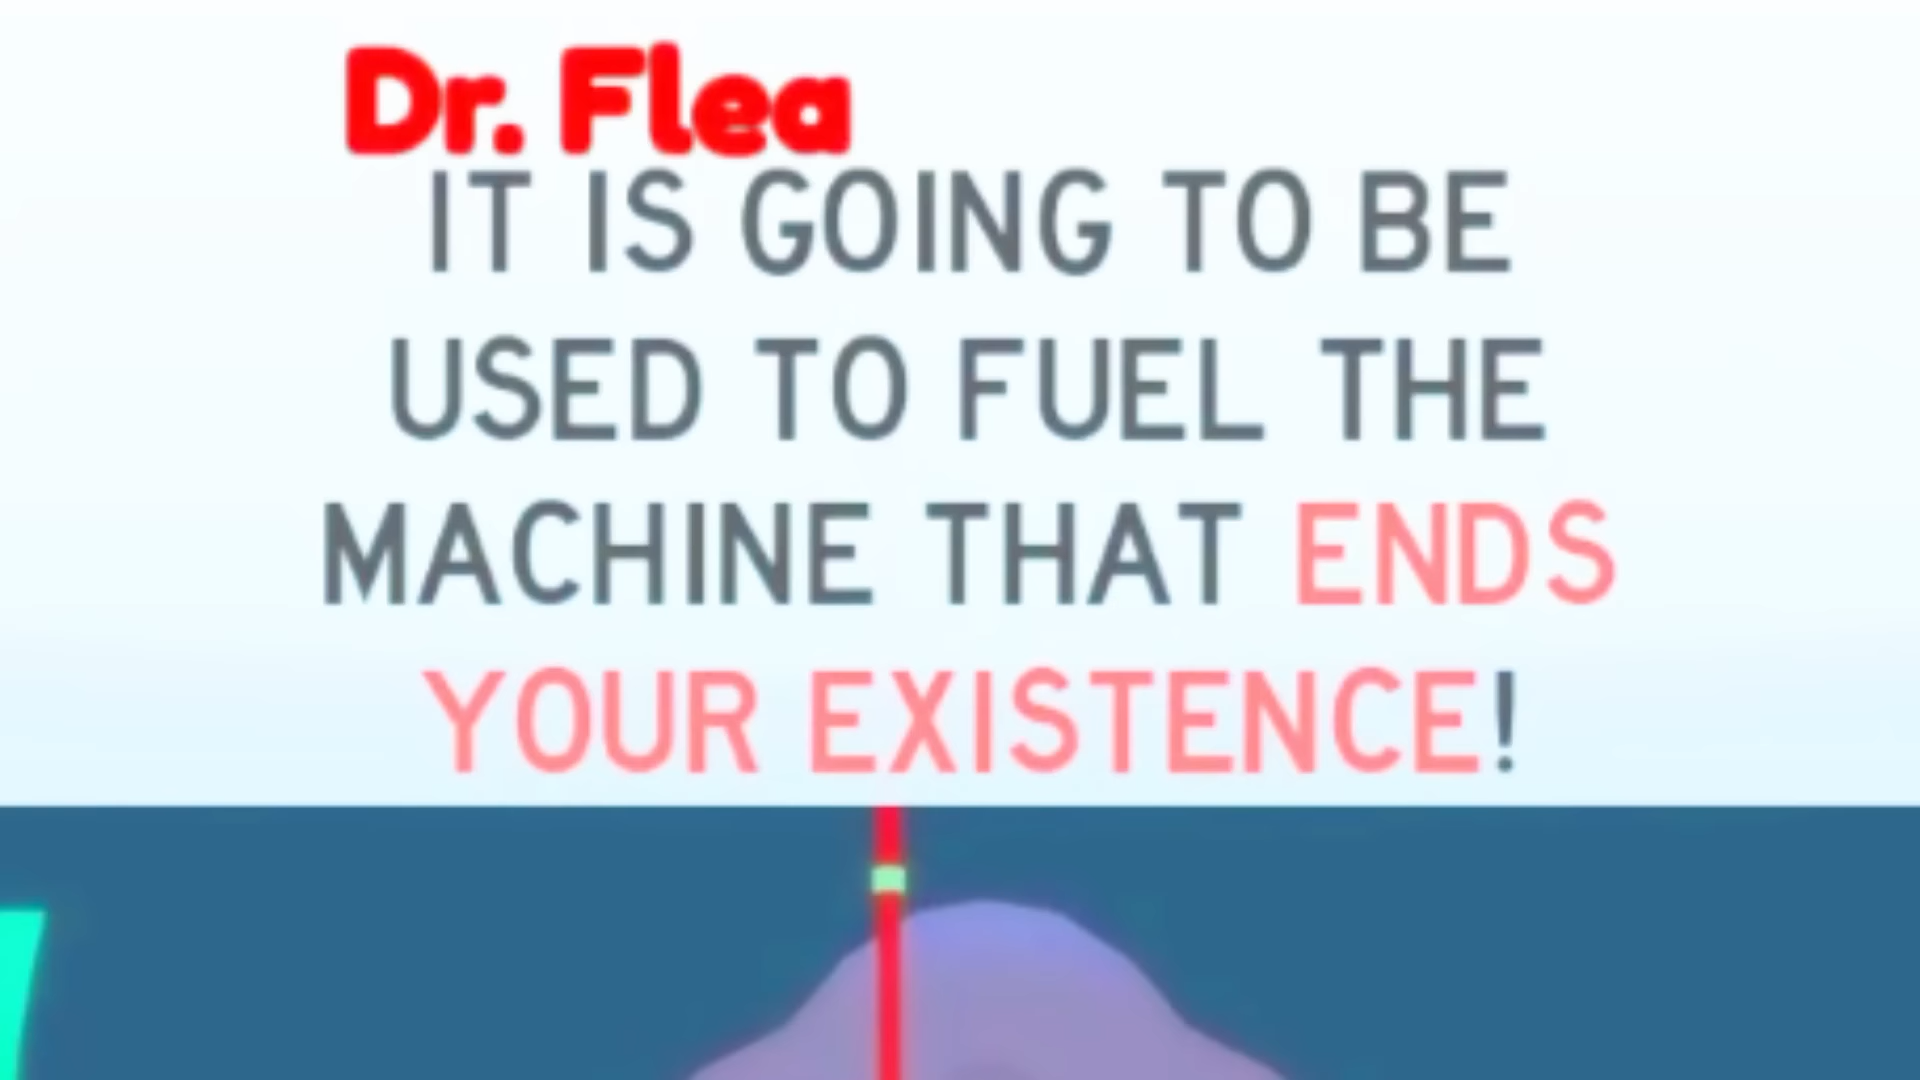 Dr. Flea
IT IS GOING TO BE
USED TO FUEL THE
MACHINE THAT ENDS
YOUR EXISTENCE!